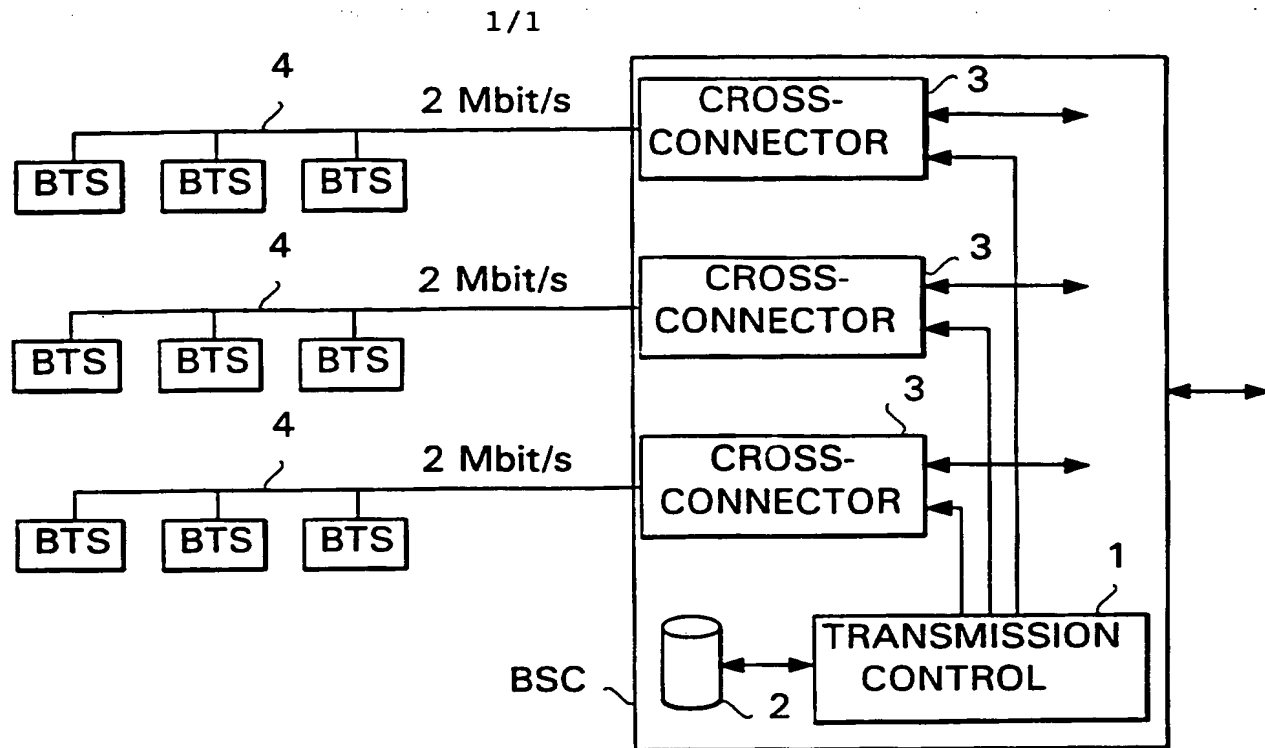 1/1
4
2 Mbit/s
CROSS-
CONNECTOR
3
BTS BTS BTS
4
2 Mbit/s
CROSS-
CONNECTOR
3
BTS BTS BTS
4
2 Mbit/s
CROSS-
CONNECTOR
3
BTS BTS BTS
1
TRANSMISSION
CONTROL
BSC
2